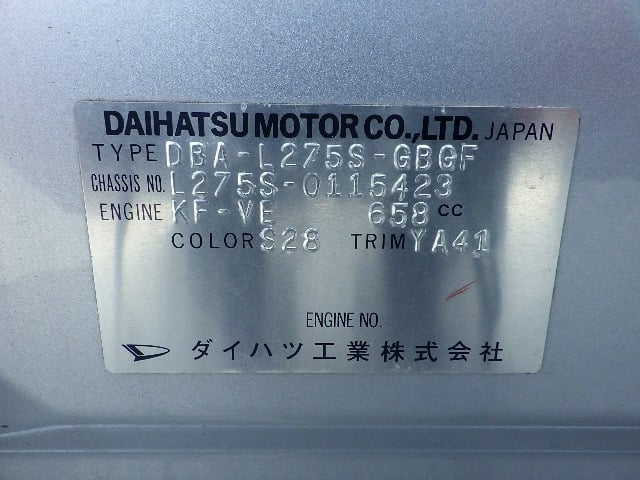 DAIHATSU MOTOR CO.,LTD. JAPAN
TYPE DBA-L275S-GBGF
CHASSIS NO. L275S-0115423
ENGINE KF-VE 658 cc
COLOR S28 TRIM YA41
ENGINE NO.
ダイハツ工業株式会社